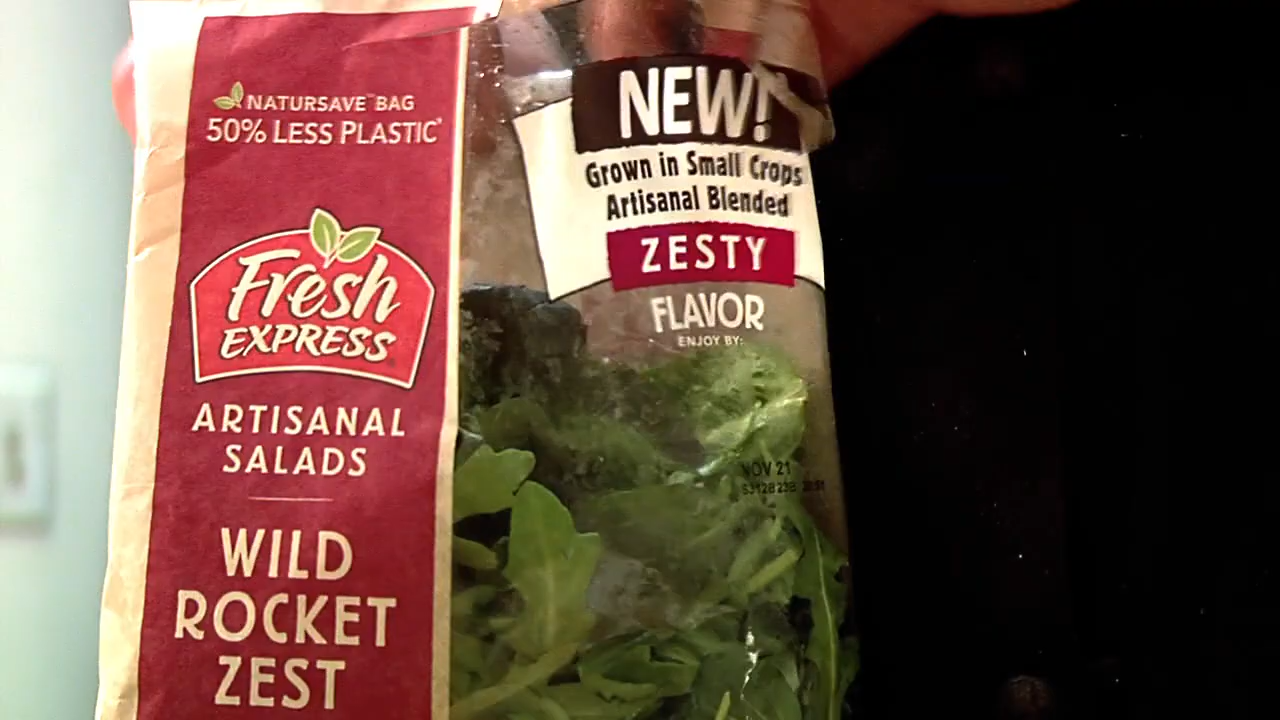 NATURSAVE™ BAG
50% LESS PLASTIC*
Fresh
EXPRESS
ARTISANAL
SALADS
WILD
ROCKET
ZEST
NEW!
Grown in Small Crops
Artisanal Blended
ZESTY
FLAVOR
ENJOY BY:
NOV 21